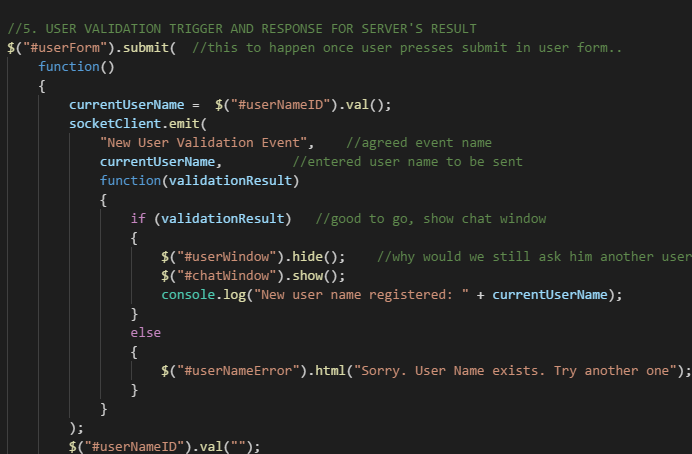 //5. USER VALIDATION TRIGGER AND RESPONSE FOR SERVER'S RESULT
$("#userForm").submit(  //this to happen once user presses submit in user form..
    function()
    {
        currentUserName =  $("#userNameID").val();
        socketClient.emit(
            "New User Validation Event",    //agreed event name
            currentUserName,         //entered user name to be sent
            function(validationResult)
            {
                if (validationResult)   //good to go, show chat window
                {
                    $("#userWindow").hide();    //why would we still ask him another user
                    $("#chatWindow").show();
                    console.log("New user name registered: " + currentUserName);
                }
                else
                {
                    $("#userNameError").html("Sorry. User Name exists. Try another one");
                }
            }
        );
        $("#userNameID").val("");